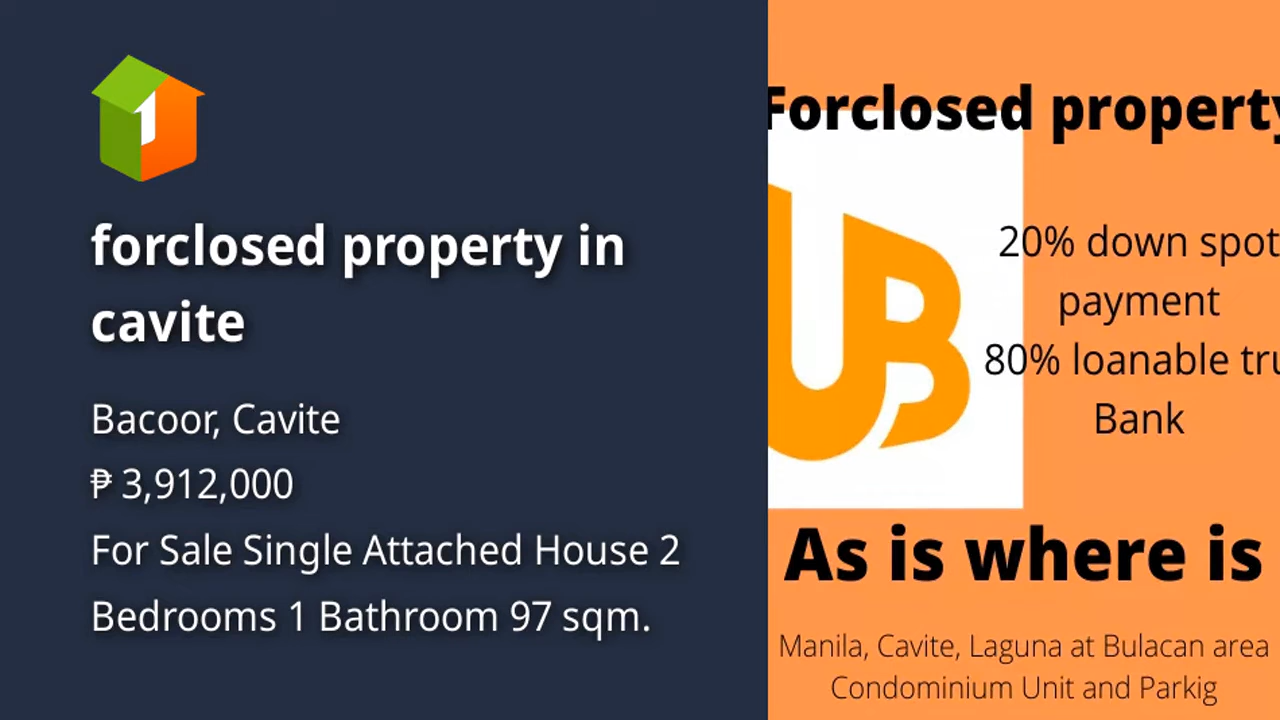 forclosed property in
cavite
Bacoor, Cavite
₱ 3,912,000
For Sale Single Attached House 2
Bedrooms 1 Bathroom 97 sqm.
Forclosed property
UB
20% down spot
payment
80% loanable tru
Bank
As is where is
Manila, Cavite, Laguna at Bulacan area
Condominium Unit and Parkig